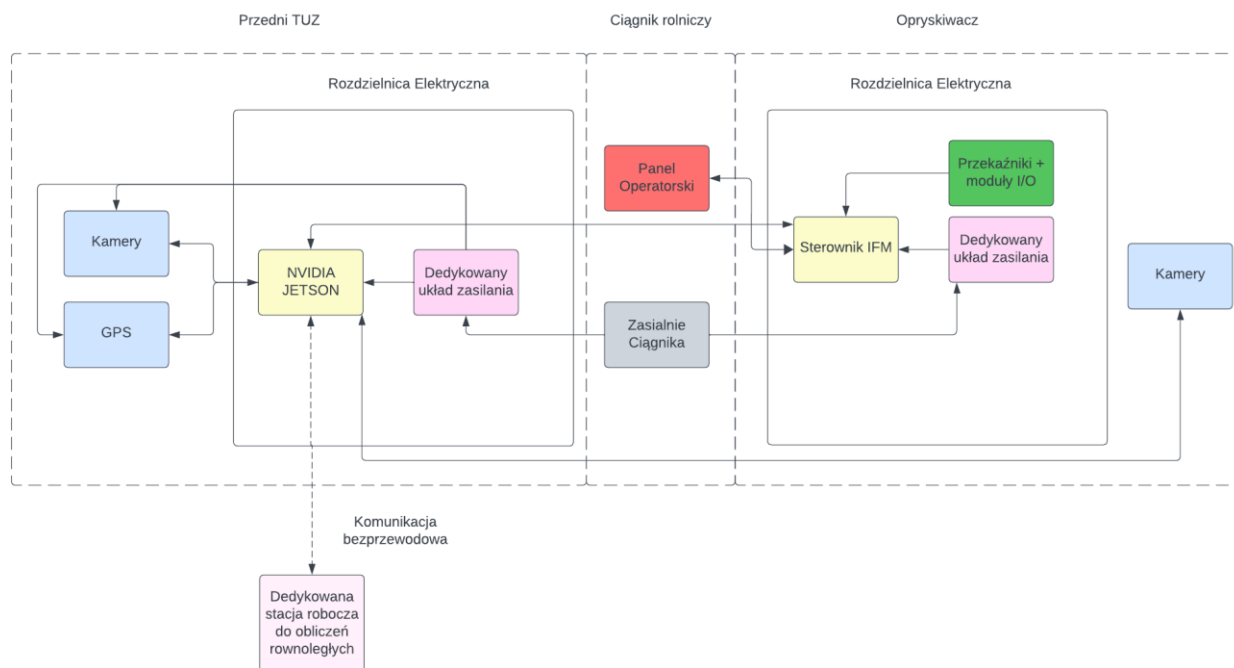 Przedni TUZ
Ciągnik rolniczy
Opryskiwacz
Rozdzielnica Elektryczna
Rozdzielnica Elektryczna
Panel
Operatorski
Przekaźniki +
moduły I/O
Kamery
NVIDIA
JETSON
Dedykowany
układ zasilania
Sterownik IFM
Dedykowany
układ zasilania
Kamery
GPS
Zasialnie
Ciągnika
Komunikacja
bezprzewodowa
Dedykowana
stacja robocza
do obliczeń
rownoległych